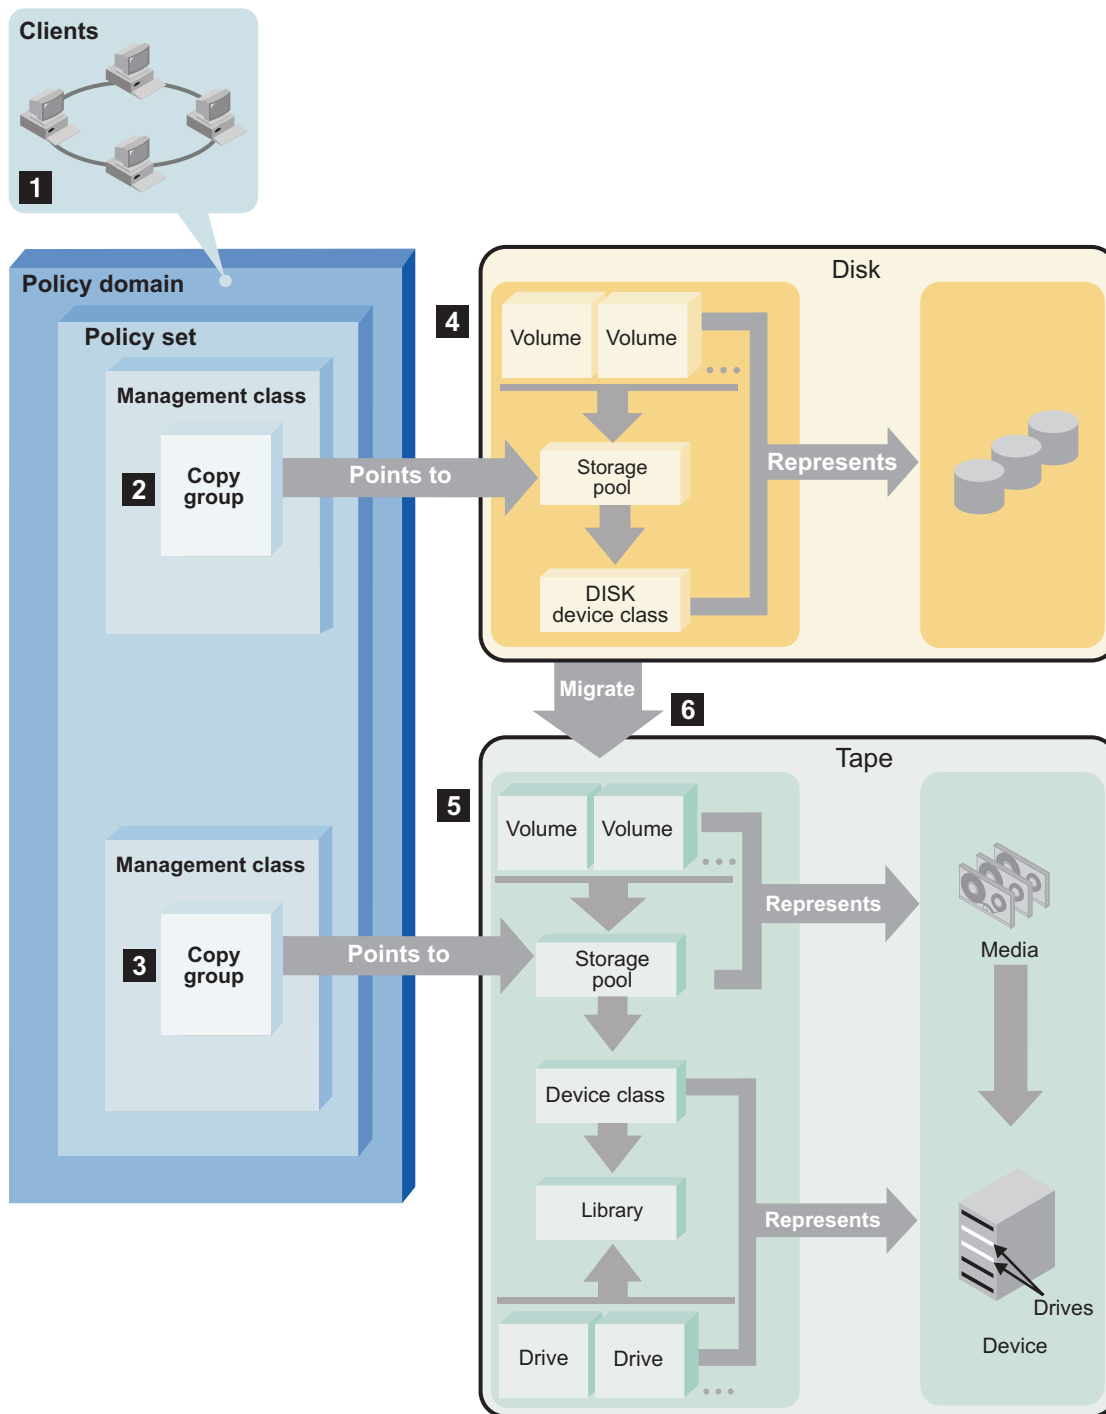 Clients
1
Policy domain
Policy set
Management class
2
Copy
group
Points to
Management class
3
Copy
group
Points to
Disk
4
Volume
Volume
...
Storage
pool
DISK
device class
Represents
Migrate
6
Tape
5
Volume
Volume
...
Storage
pool
Represents
Media
Device class
Library
Represents
Drive
Drive
...
Drives
Device